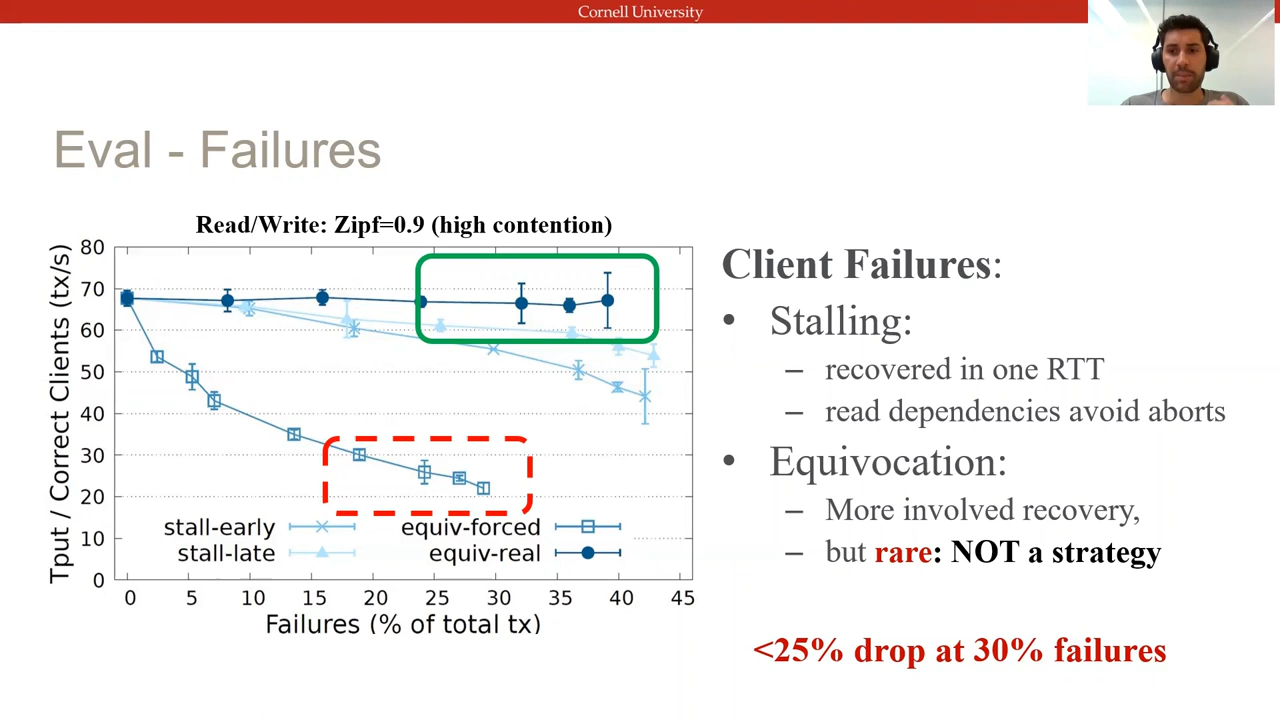 Cornell University
Eval - Failures
Read/Write: Zipf=0.9 (high contention)
Tput / Correct Clients (tx/s)
80
70
60
50
40
30
20
10
0
stall-early
stall-late
equiv-forced
equiv-real
0 5 10 15 20 25 30 35 40 45
Failures (% of total tx)
Client Failures:
• Stalling:
– recovered in one RTT
– read dependencies avoid aborts
• Equivocation:
– More involved recovery,
– but rare: NOT a strategy
<25% drop at 30% failures